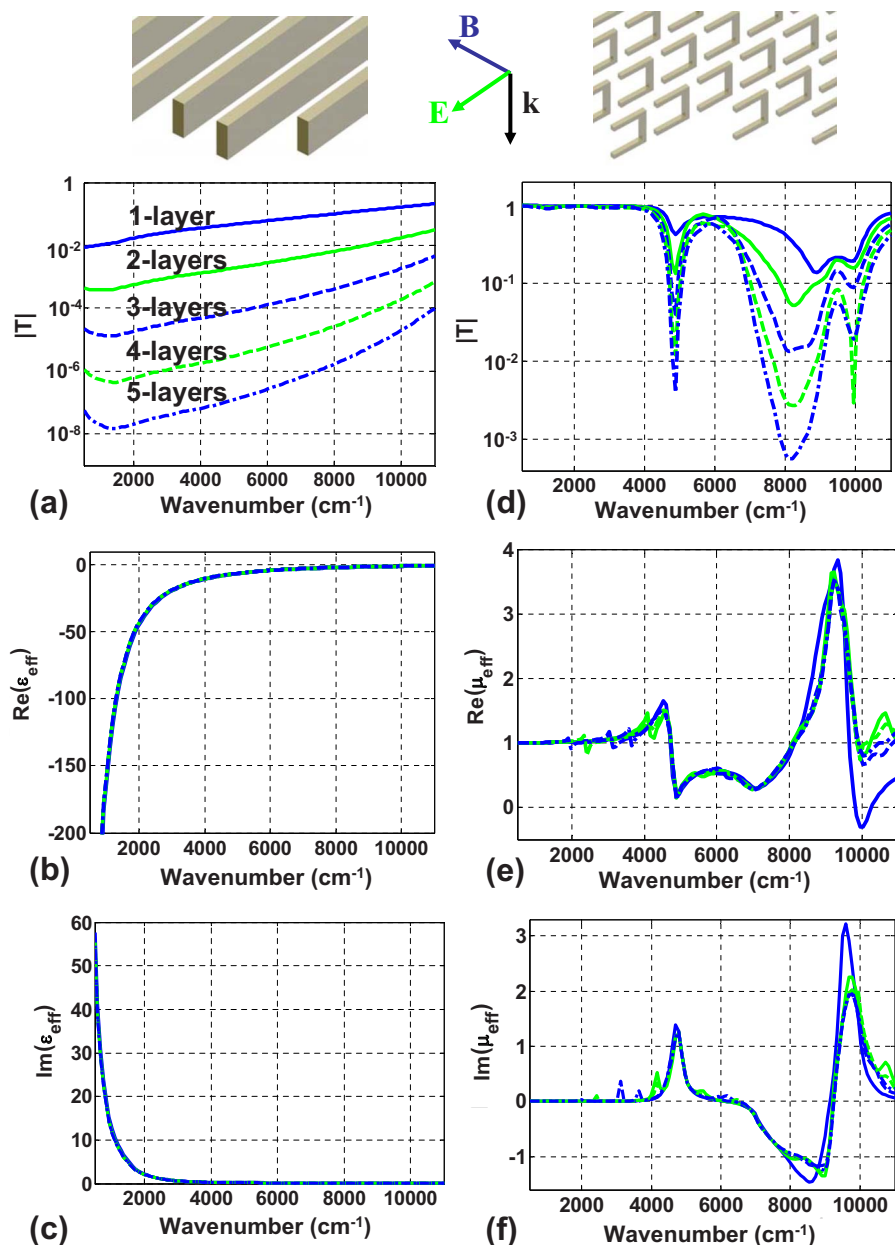 B
E
k
1
10-2
10-4
10-6
10-8
|T|
1-layer
2-layers
3-layers
4-layers
5-layers
2000 4000 6000 8000 10000
Wavenumber (cm-1)
(a)
1
10-1
10-2
10-3
|T|
2000 4000 6000 8000 10000
Wavenumber (cm-1)
(d)
0
-50
-100
-150
-200
Re(εeff)
2000 4000 6000 8000 10000
Wavenumber (cm-1)
(b)
4
3
2
1
0
Re(μeff)
2000 4000 6000 8000 10000
Wavenumber (cm-1)
(e)
60
50
40
30
20
10
0
Im(εeff)
2000 4000 6000 8000 10000
Wavenumber (cm-1)
(c)
3
2
1
0
-1
Im(μeff)
2000 4000 6000 8000 10000
Wavenumber (cm-1)
(f)